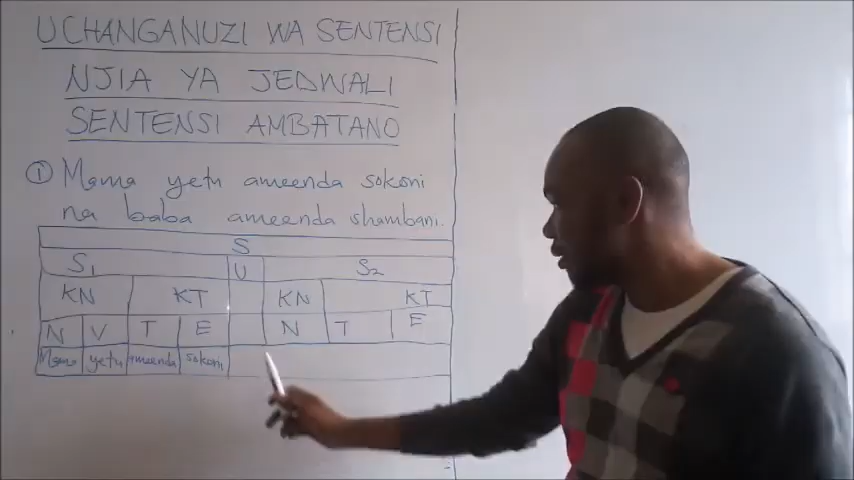 UCHANGANUZI WA SENTENSI
NJIA YA JEDWALI
SENTENSI AMBATANO
① Mama yetu ameenda sokoni
na baba ameenda shambani.
S
S1 U S2
KN KT KN KT
N V T E N T E
Mama yetu ameenda sokoni